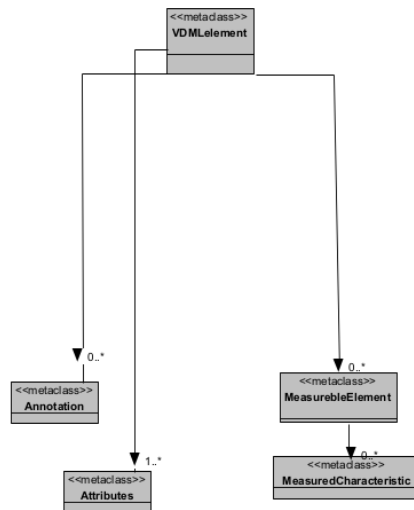 <<metaclass>>
VDMLelement
0..*
0..*
<<metaclass>>
Annotation
<<metaclass>>
MeasurebleElement
1..*
<<metaclass>>
Attributes
0..*
<<metaclass>>
MeasuredCharacteristic